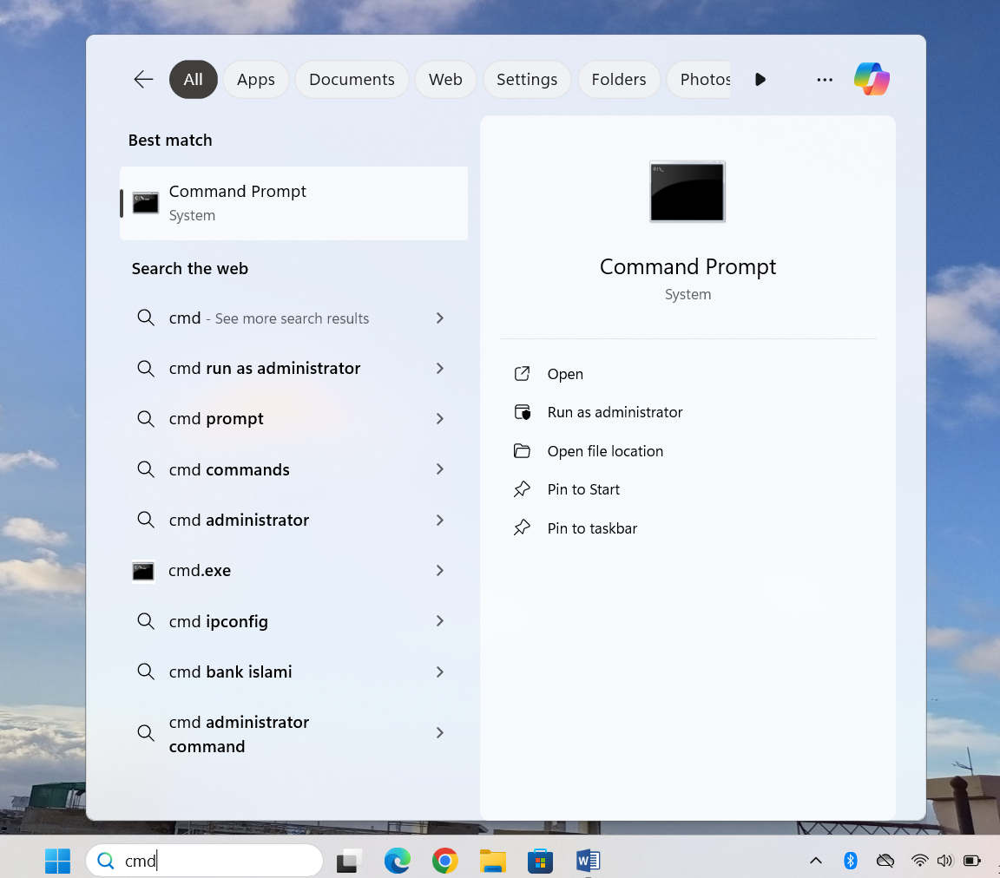 All
Apps
Documents
Web
Settings
Folders
Photos
Best match
Command Prompt
System
Search the web
cmd - See more search results
cmd run as administrator
cmd prompt
cmd commands
cmd administrator
cmd.exe
cmd ipconfig
cmd bank islami
cmd administrator
command
Command Prompt
System
Open
Run as administrator
Open file location
Pin to Start
Pin to taskbar
cmd